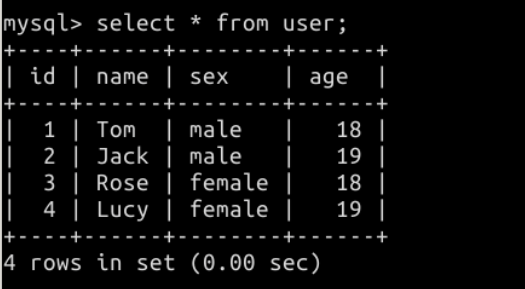 mysql> select * from user;
+----+------+--------+------+
| id | name | sex    | age  |
+----+------+--------+------+
|  1 | Tom  | male   |   18 |
|  2 | Jack | male   |   19 |
|  3 | Rose | female |   18 |
|  4 | Lucy | female |   19 |
+----+------+--------+------+
4 rows in set (0.00 sec)